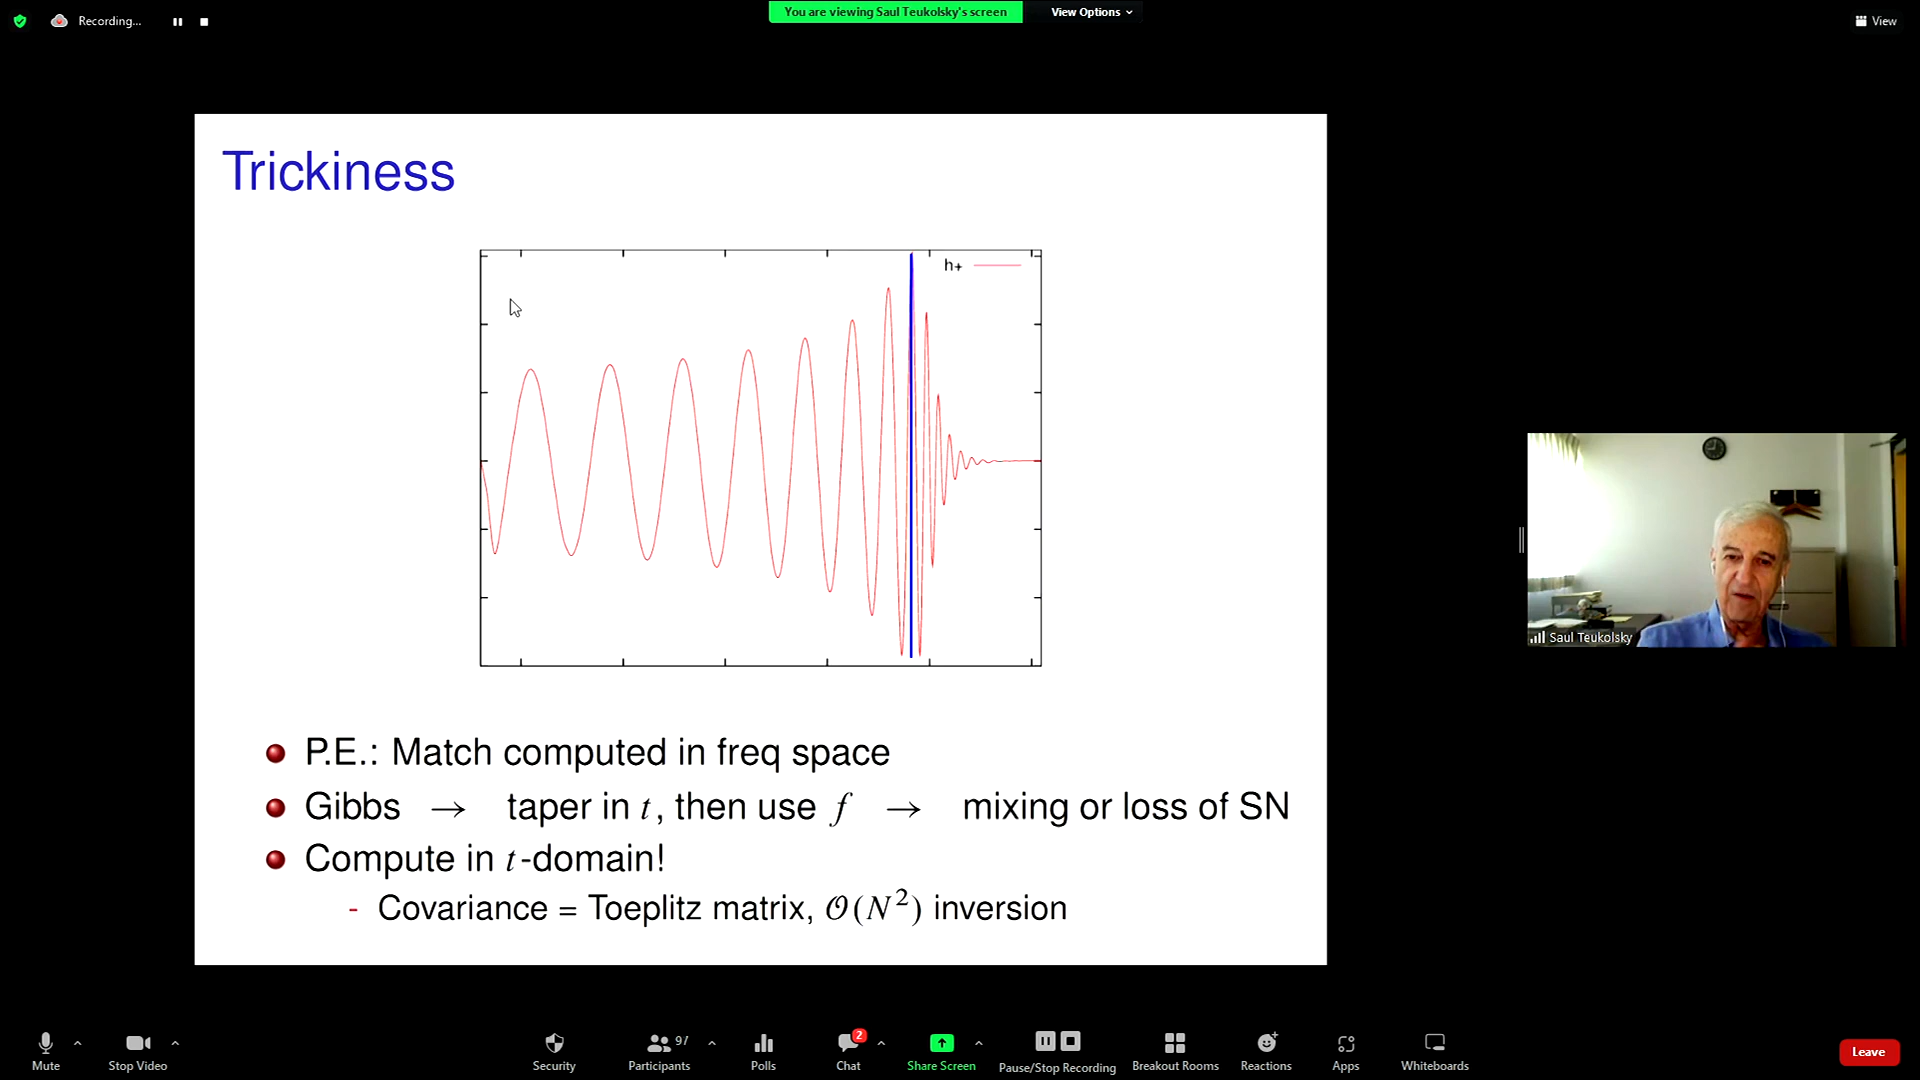 Recording...
You are viewing Saul Teukolsky's screen
View Options
View
Trickiness
h+
P.E.: Match computed in freq space
Gibbs → taper in t, then use f → mixing or loss of SN
Compute in t-domain!
- Covariance = Toeplitz matrix, 𝒪(N²) inversion
Saul Teukolsky
Mute
Stop Video
Security
Participants
Polls
2
Chat
Share Screen
Pause/Stop Recording
Breakout Rooms
Reactions
Apps
Whiteboards
Leave